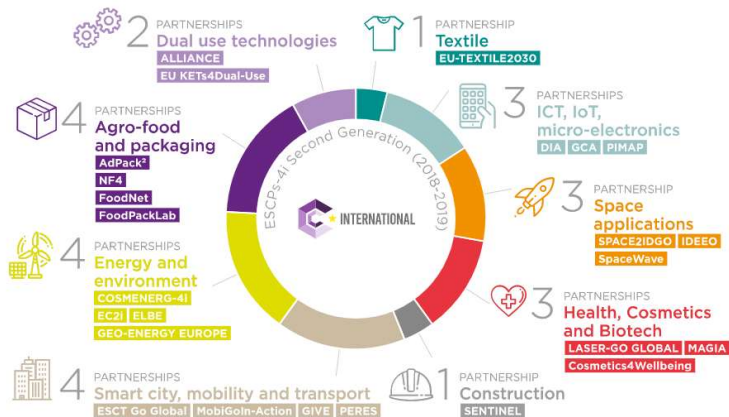 2 PARTNERSHIPS
Dual use technologies
ALLIANCE
EU KETs4Dual-Use
1 PARTNERSHIPS
Textile
EU-TEXTILE2030
3 PARTNERSHIPS
ICT, IoT,
micro-electronics
DIA GCA PIMAP
3 PARTNERSHIP
Space
applications
SPACE2IDGO IDEEO
SpaceWave
3 PARTNERSHIPS
Health, Cosmetics
and Biotech
LASER-GO GLOBAL MAGIA
Cosmetics4Wellbeing
1 PARTNERSHIP
Construction
SENTINEL
4 PARTNERSHIPS
Smart city, mobility and transport
ESCT Go Global MobiGoIn-Action GIVE PERES
4 PARTNERSHIPS
Energy and
environment
COSMENERG-4i
EC2i ELBE
GEO-ENERGY EUROPE
4 PARTNERSHIPS
Agro-food
and packaging
AdPack²
NF4
FoodNet
FoodPackLab
ESCPs-4i Second Generation (2018-2019)
INTERNATIONAL